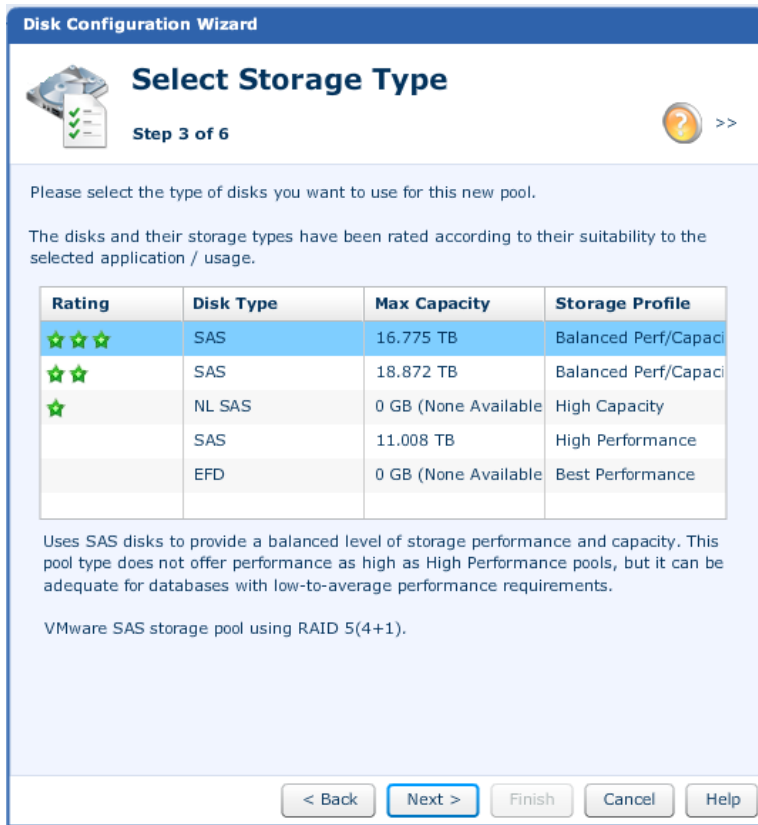 Disk Configuration Wizard
Select Storage Type
Step 3 of 6
? >>
Please select the type of disks you want to use for this new pool.
The disks and their storage types have been rated according to their suitability to the
selected application / usage.
Rating Disk Type Max Capacity Storage Profile
SAS 16.775 TB Balanced Perf/Capaci
SAS 18.872 TB Balanced Perf/Capaci
NL SAS 0 GB (None Available High Capacity
SAS 11.008 TB High Performance
EFD 0 GB (None Available Best Performance
Uses SAS disks to provide a balanced level of storage performance and capacity. This
pool type does not offer performance as high as High Performance pools, but it can be
adequate for databases with low-to-average performance requirements.
VMware SAS storage pool using RAID 5(4+1).
< Back Next > Finish Cancel Help